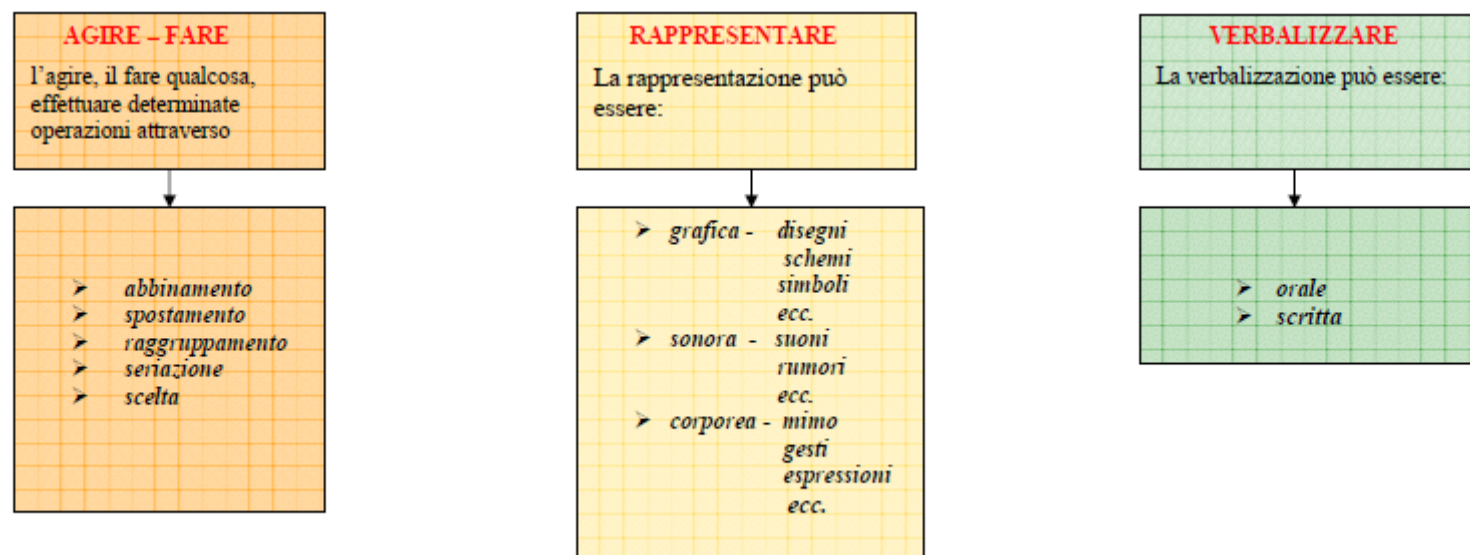 AGIRE – FARE
l’agire, il fare qualcosa,
effettuare determinate
operazioni attraverso
➢ abbinamento
➢ spostamento
➢ raggruppamento
➢ seriazione
➢ scelta
RAPPRESENTARE
La rappresentazione può
essere:
➢ grafica - disegni
schemi
simboli
ecc.
➢ sonora - suoni
rumori
ecc.
➢ corporea - mimo
gesti
espressioni
ecc.
VERBALIZZARE
La verbalizzazione può essere:
➢ orale
➢ scritta